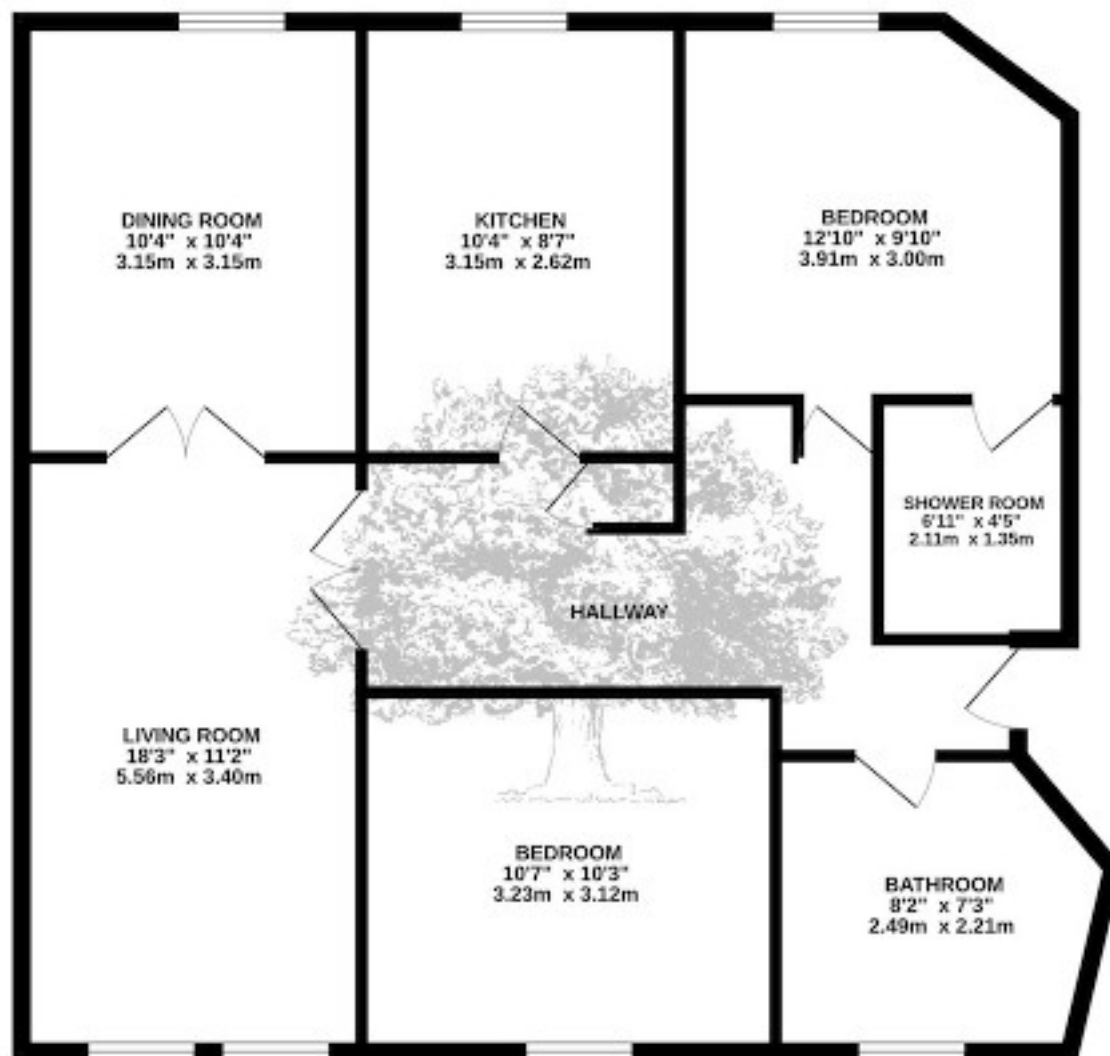 DINING ROOM
10'4" x 10'4"
3.15m x 3.15m
KITCHEN
10'4" x 8'7"
3.15m x 2.62m
BEDROOM
12'10" x 9'10"
3.91m x 3.00m
SHOWER ROOM
6'11" x 4'5"
2.11m x 1.35m
HALLWAY
LIVING ROOM
18'3" x 11'2"
5.56m x 3.40m
BEDROOM
10'7" x 10'3"
3.23m x 3.12m
BATHROOM
8'2" x 7'3"
2.49m x 2.21m